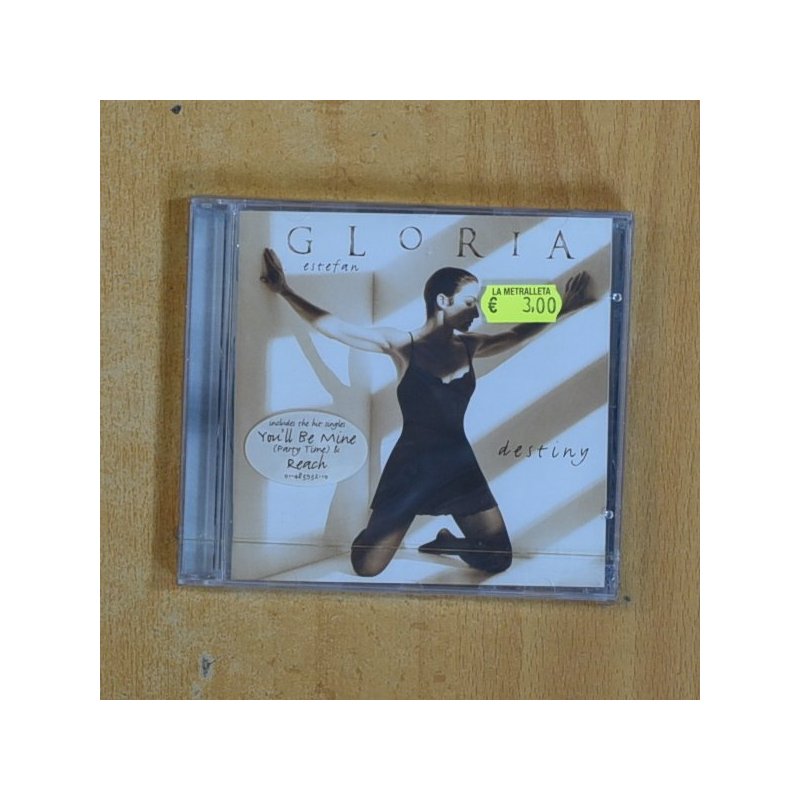 GLORIA
estefan
LA METRALLETA
€ 3,00
includes the hit singles
You'll Be Mine
(Party Time) &
Reach
destiny